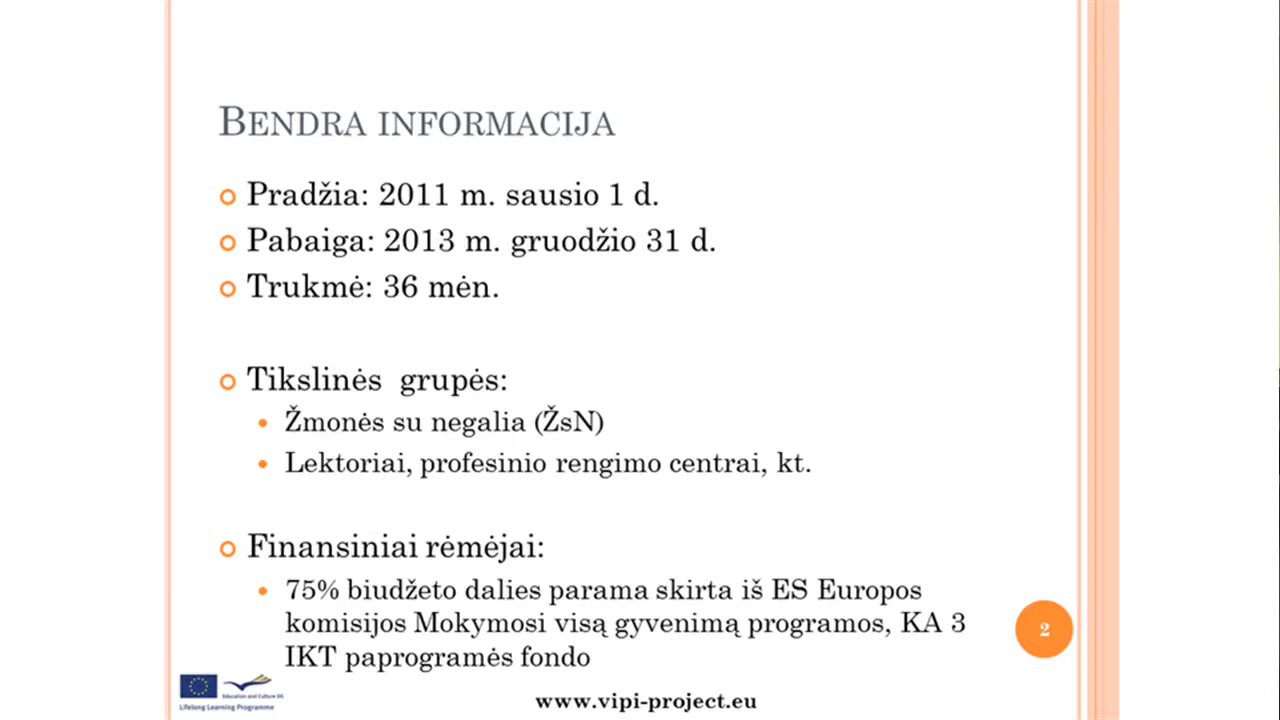 BENDRA INFORMACIJA
Pradžia: 2011 m. sausio 1 d.
Pabaiga: 2013 m. gruodžio 31 d.
Trukmė: 36 mėn.
Tikslinės grupės:
Žmonės su negalia (ŽsN)
Lektoriai, profesinio rengimo centrai, kt.
Finansiniai rėmėjai:
75% biudžeto dalies parama skirta iš ES Europos
komisijos Mokymosi visą gyvenimą programos, KA 3
IKT paprogramės fondo
2
Education and Culture DG
Lifelong Learning Programme
www.vipi-project.eu